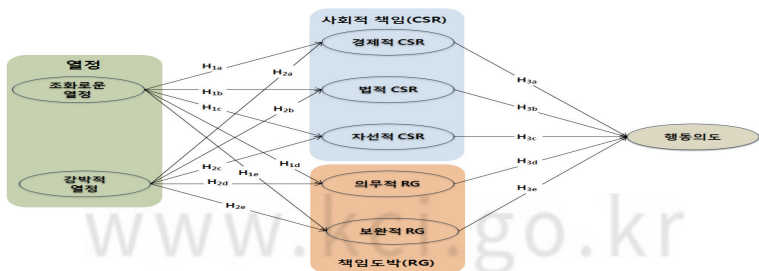 사회적 책임(CSR)
경제적 CSR
법적 CSR
자선적 CSR
열정
조화로운
열정
강박적
열정
H1a
H1b
H1c
H1d
H1e
H2a
H2b
H2c
H2d
H2e
의무적 RG
보완적 RG
책임도박(RG)
H3a
H3b
H3c
H3d
H3e
행동의도
www.kci.go.kr